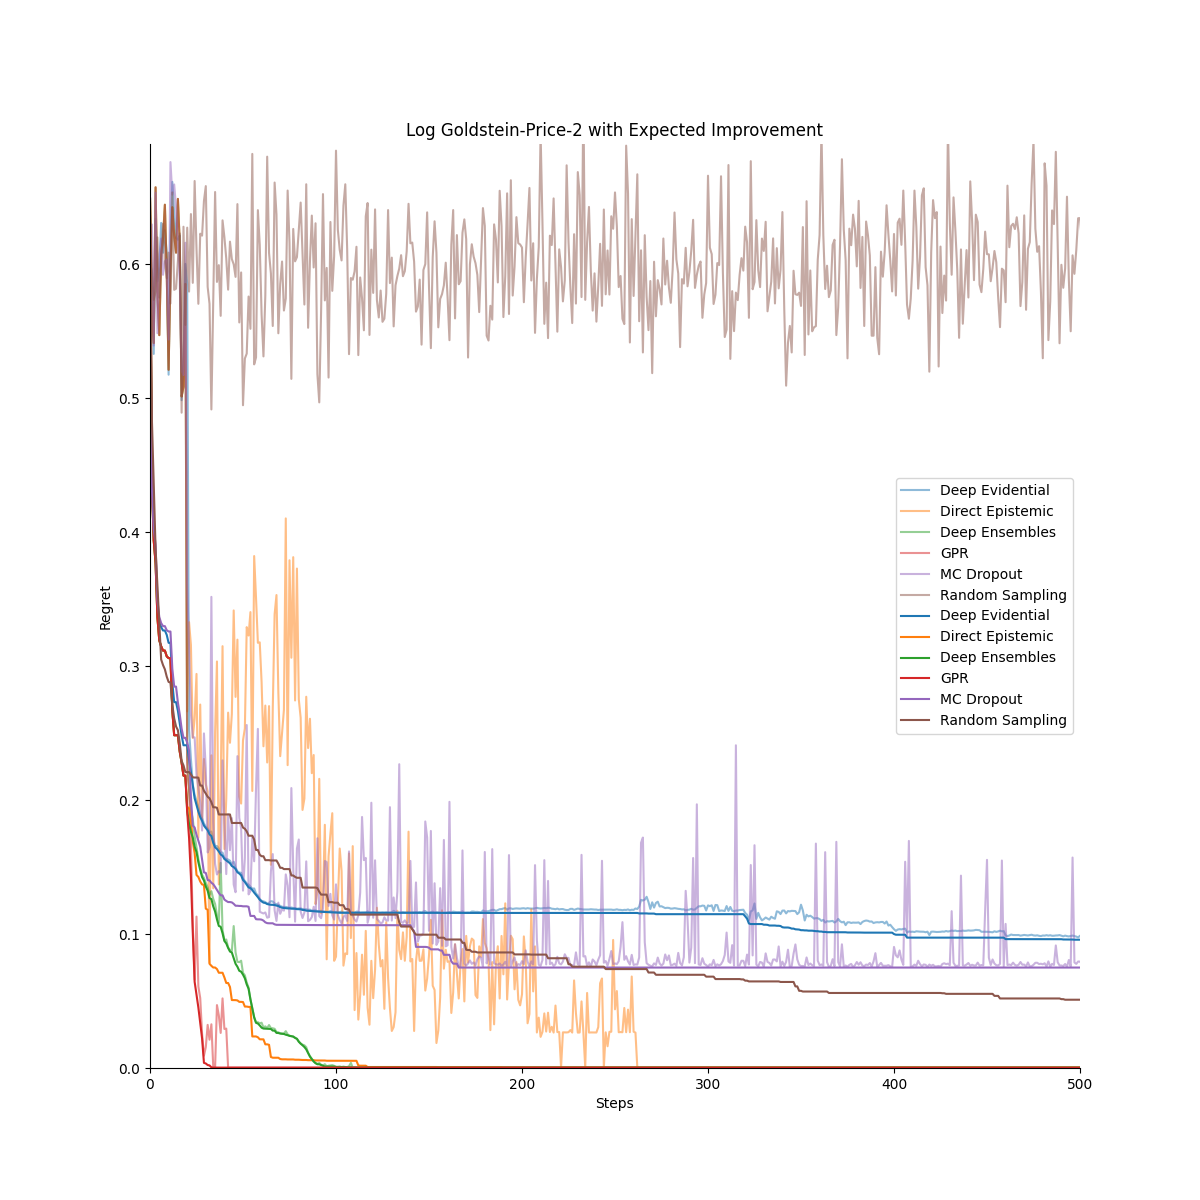 Log Goldstein-Price-2 with Expected Improvement
Regret
0.6
0.5
0.4
0.3
0.2
0.1
0.0
Deep Evidential
Direct Epistemic
Deep Ensembles
GPR
MC Dropout
Random Sampling
Deep Evidential
Direct Epistemic
Deep Ensembles
GPR
MC Dropout
Random Sampling
0 100 200 300 400 500
Steps